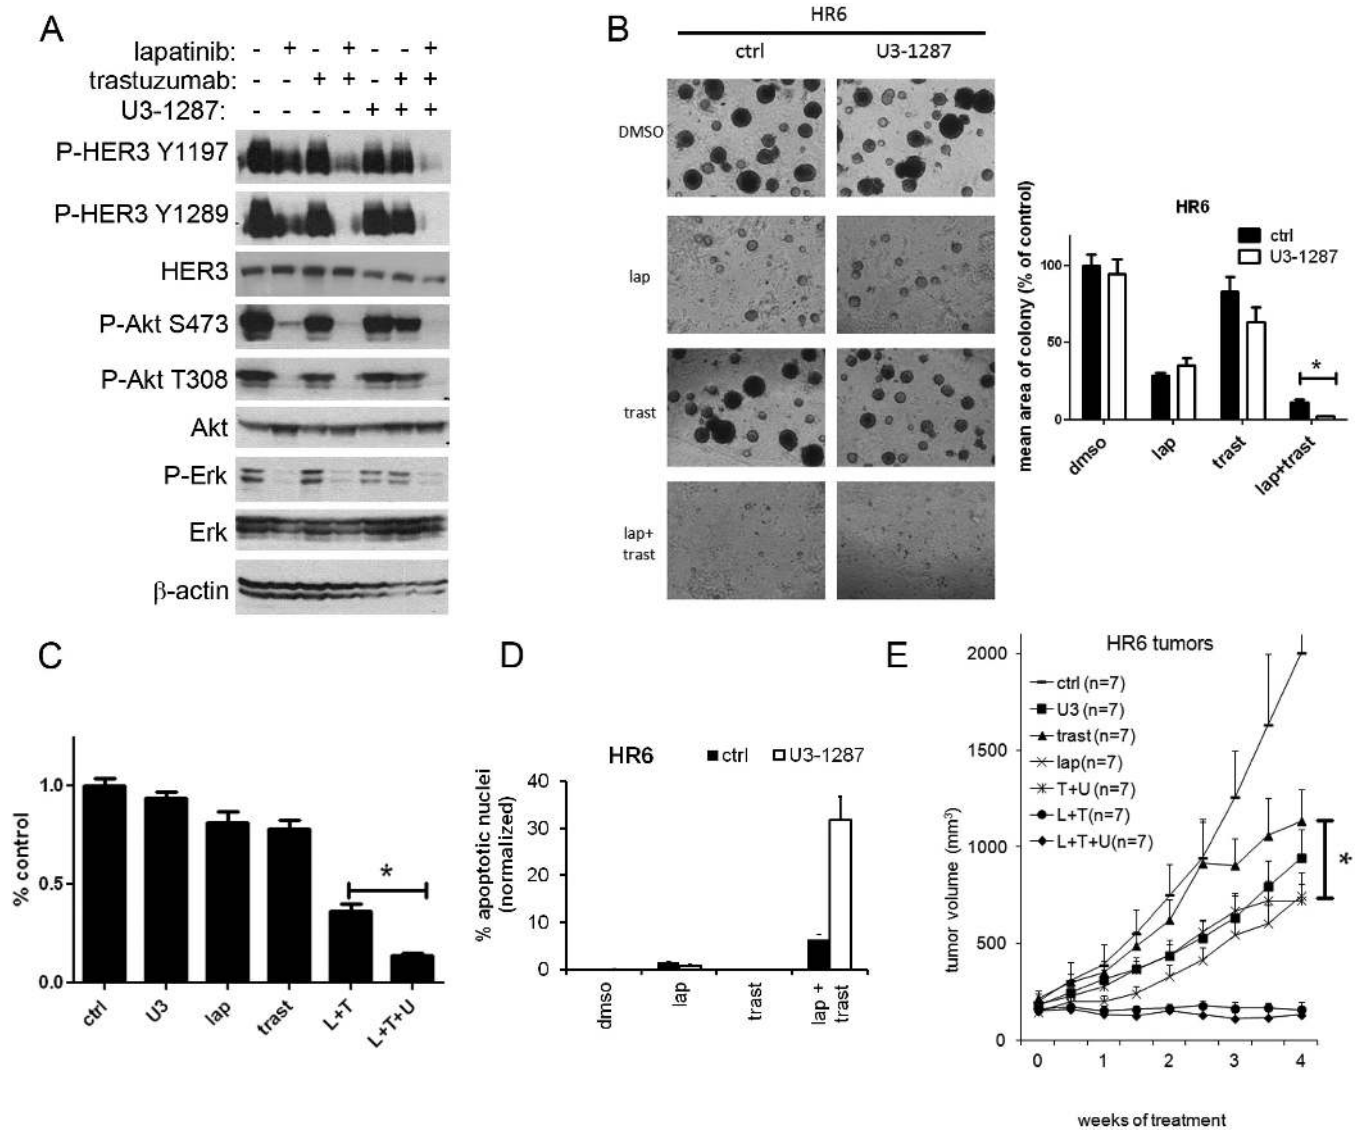 A
lapatinib: - + - + - - +
trastuzumab: - - + + - + +
U3-1287: - - - - + + +
P-HER3 Y1197
P-HER3 Y1289
HER3
P-Akt S473
P-Akt T308
Akt
P-Erk
Erk
β-actin
B
HR6
ctrl U3-1287
DMSO
lap
trast
lap+
trast
HR6
ctrl
U3-1287
mean area of colony (% of control)
100
50
0
*
dmso lap trast lap+trast
C
% control
1.0
0.5
0.0
*
ctrl U3 lap trast L+T L+T+U
D
HR6 ctrl U3-1287
% apoptotic nuclei
(normalized)
40
30
20
10
0
dmso lap trast lap +
trast
E
HR6 tumors
ctrl (n=7)
U3 (n=7)
trast (n=7)
lap(n=7)
T+U (n=7)
L+T(n=7)
L+T+U(n=7)
tumor volume (mm³)
2000
1500
1000
500
0
*
0 1 2 3 4
weeks of treatment